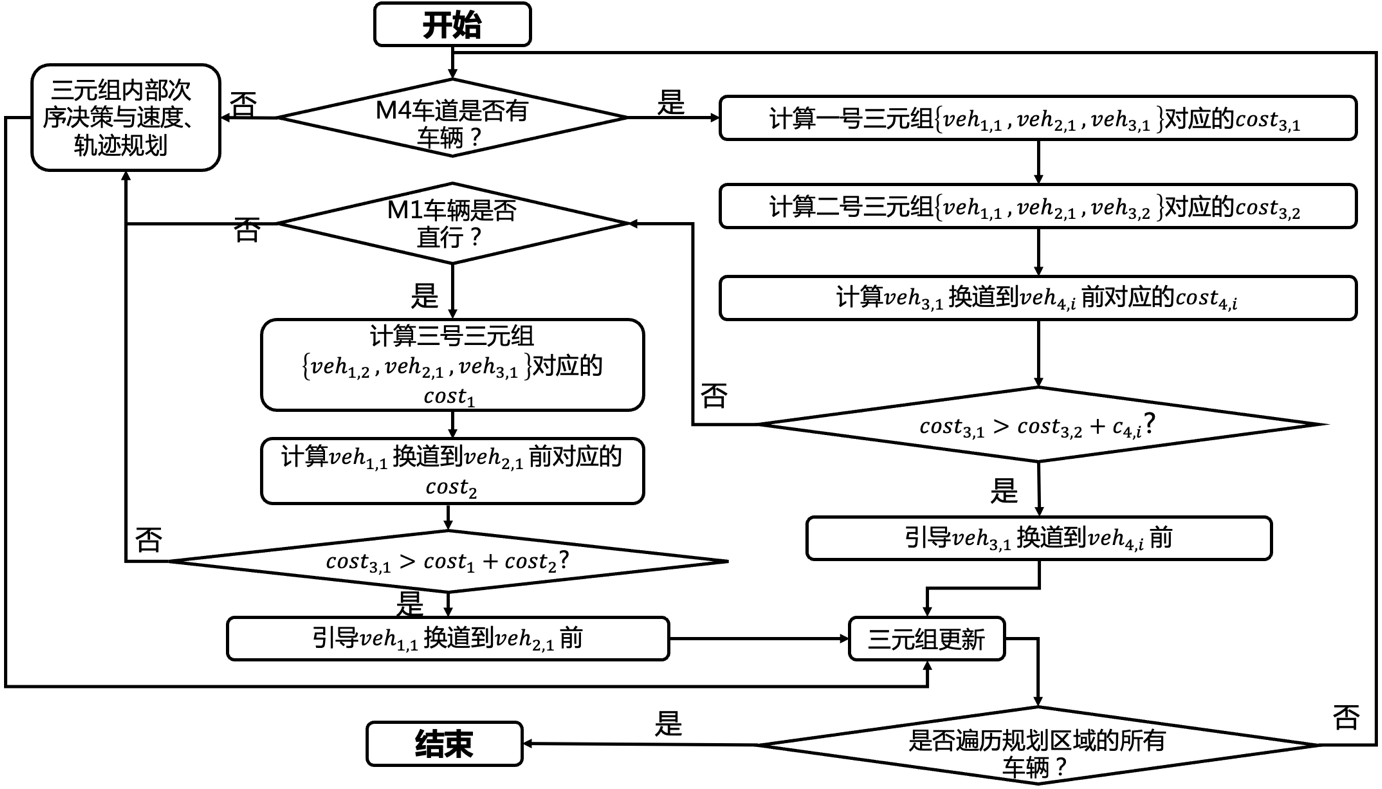 开始
三元组内部次
序决策与速度、
轨迹规划
否
M4车道是否有
车辆？
是
计算一号三元组{veh₁,₁ , veh₂,₁ , veh₃,₁ }对应的cost₃,₁
计算二号三元组{veh₁,₁ , veh₂,₁ , veh₃,₂ }对应的cost₃,₂
计算veh₃,₁ 换道到veh₄,ᵢ 前对应的cost₄,ᵢ
否
M1车辆是否
直行？
是
计算三号三元组
{veh₁,₂ , veh₂,₁ , veh₃,₁ }对应的
cost₁
计算veh₁,₁ 换道到veh₂,₁ 前对应的
cost₂
否
cost₃,₁ > cost₁ + cost₂?
是
引导veh₁,₁ 换道到veh₂,₁ 前
否
cost₃,₁ > cost₃,₂ + c₄,ᵢ?
是
引导veh₃,₁ 换道到veh₄,ᵢ 前
三元组更新
是否遍历规划区域的所有
车辆？
否
是
结束